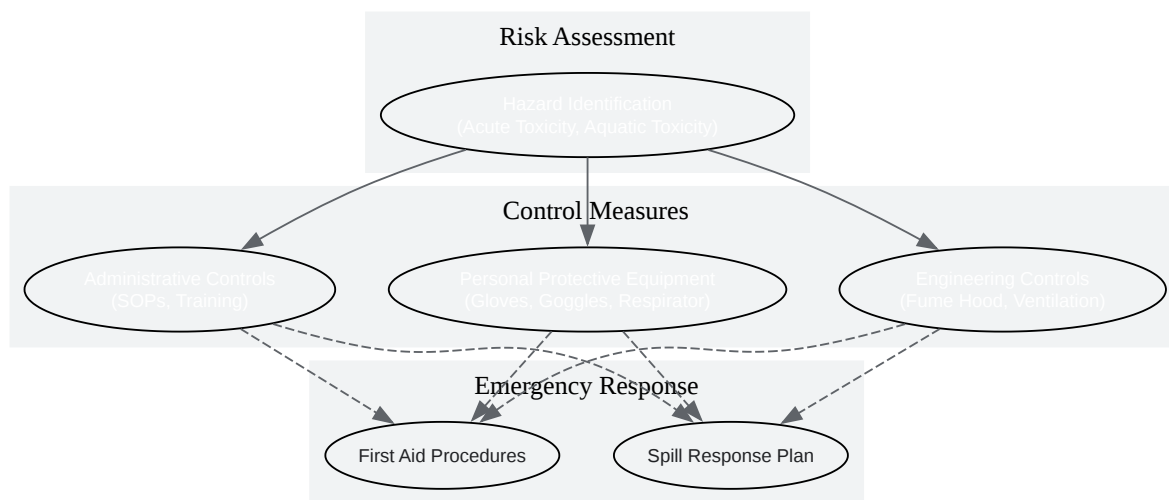 Risk Assessment
Hazard Identification
(Acute Toxicity, Aquatic Toxicity)
Control Measures
Administrative Controls
(SOPs, Training)
Personal Protective Equipment
(Gloves, Goggles, Respirator)
Engineering Controls
(Fume Hood, Ventilation)
Emergency Response
First Aid Procedures
Spill Response Plan